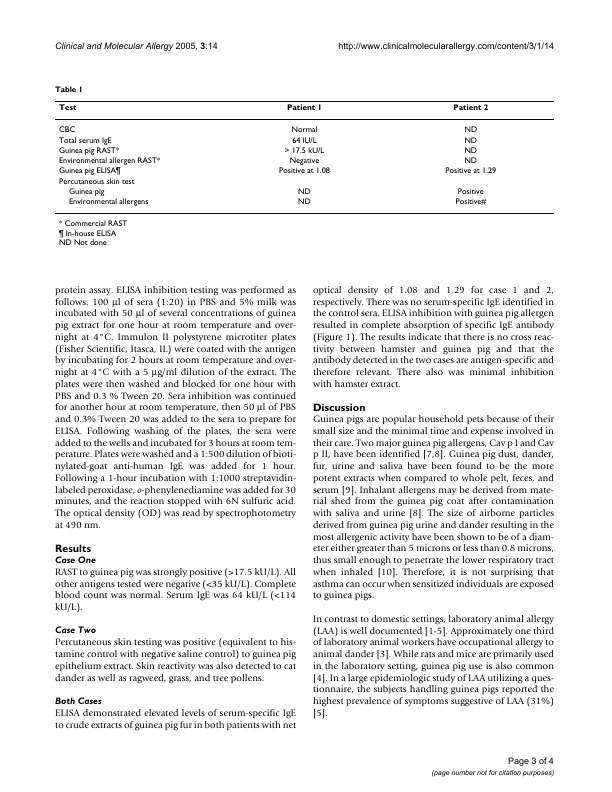 Clinical and Molecular Allergy 2005, 3:14
http://www.clinicalmolecularallergy.com/content/3/1/14
Table 1
Test Patient 1 Patient 2
CBC Normal ND
Total serum IgE 64 IU/L ND
Guinea pig RAST* > 17.5 kU/L ND
Environmental allergen RAST* Negative ND
Guinea pig ELISA¶ Positive at 1.08 Positive at 1.29
Percutaneous skin test
Guinea pig ND Positive
Environmental allergens ND Positive#
* Commercial RAST
¶ In-house ELISA
ND Not done
protein assay. ELISA inhibition testing was performed as
follows. 100 μl of sera (1:20) in PBS and 5% milk was
incubated with 50 μl of several concentrations of guinea
pig extract for one hour at room temperature and over-
night at 4°C. Immulon II polystyrene microtiter plates
(Fisher Scientific, Itasca, IL) were coated with the antigen
by incubating for 2 hours at room temperature and over-
night at 4°C with a 5 μg/ml dilution of the extract. The
plates were then washed and blocked for one hour with
PBS and 0.3 % Tween 20. Sera inhibition was continued
for another hour at room temperature, then 50 μl of PBS
and 0.3% Tween 20 was added to the sera to prepare for
ELISA. Following washing of the plates, the sera were
added to the wells and incubated for 3 hours at room tem-
perature. Plates were washed and a 1:500 dilution of bioti-
nylated-goat anti-human IgE was added for 1 hour.
Following a 1-hour incubation with 1:1000 streptavidin-
labeled peroxidase, o-phenylenediamine was added for 30
minutes, and the reaction stopped with 6N sulfuric acid.
The optical density (OD) was read by spectrophotometry
at 490 nm.
Results
Case One
RAST to guinea pig was strongly positive (>17.5 kU/L). All
other antigens tested were negative (<35 kU/L). Complete
blood count was normal. Serum IgE was 64 kU/L (<114
kU/L).
Case Two
Percutaneous skin testing was positive (equivalent to his-
tamine control with negative saline control) to guinea pig
epithelium extract. Skin reactivity was also detected to cat
dander as well as ragweed, grass, and tree pollens.
Both Cases
ELISA demonstrated elevated levels of serum-specific IgE
to crude extracts of guinea pig fur in both patients with net
optical density of 1.08 and 1.29 for case 1 and 2,
respectively. There was no serum-specific IgE identified in
the control sera. ELISA inhibition with guinea pig allergen
resulted in complete absorption of specific IgE antibody
(Figure 1). The results indicate that there is no cross reac-
tivity between hamster and guinea pig and that the
antibody detected in the two cases are antigen-specific and
therefore relevant. There also was minimal inhibition
with hamster extract.
Discussion
Guinea pigs are popular household pets because of their
small size and the minimal time and expense involved in
their care. Two major guinea pig allergens, Cav p I and Cav
p II, have been identified [7,8]. Guinea pig dust, dander,
fur, urine and saliva have been found to be the more
potent extracts when compared to whole pelt, feces, and
serum [9]. Inhalant allergens may be derived from mate-
rial shed from the guinea pig coat after contamination
with saliva and urine [8]. The size of airborne particles
derived from guinea pig urine and dander resulting in the
most allergenic activity have been shown to be of a diam-
eter either greater than 5 microns or less than 0.8 microns,
thus small enough to penetrate the lower respiratory tract
when inhaled [10]. Therefore, it is not surprising that
asthma can occur when sensitized individuals are exposed
to guinea pigs.
In contrast to domestic settings, laboratory animal allergy
(LAA) is well documented [1-5]. Approximately one third
of laboratory animal workers have occupational allergy to
animal dander [3]. While rats and mice are primarily used
in the laboratory setting, guinea pig use is also common
[4]. In a large epidemiologic study of LAA utilizing a ques-
tionnaire, the subjects handling guinea pigs reported the
highest prevalence of symptoms suggestive of LAA (31%)
[5].
Page 3 of 4
(page number not for citation purposes)